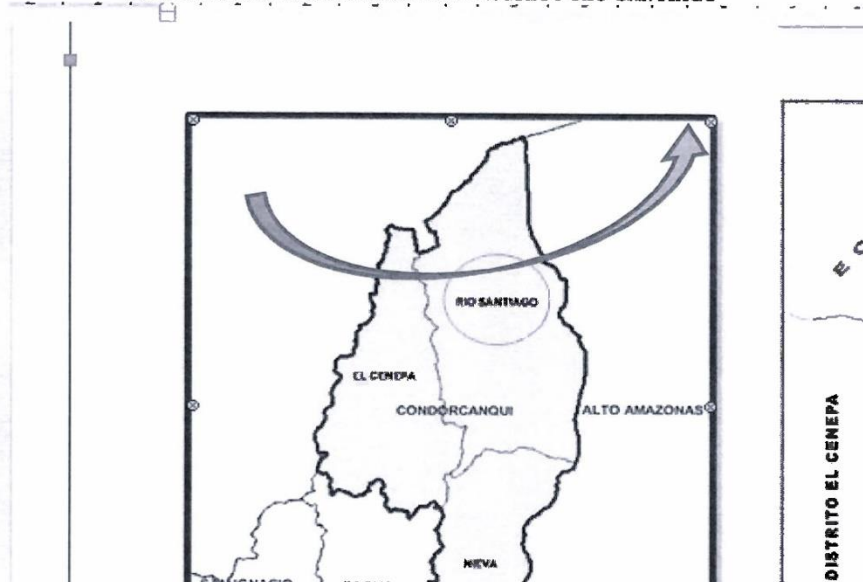 RIO SANTIAGO
EL CENEPA
CONDORCANQUI
ALTO AMAZONAS
NIEVA
DISTRITO EL CENEPA